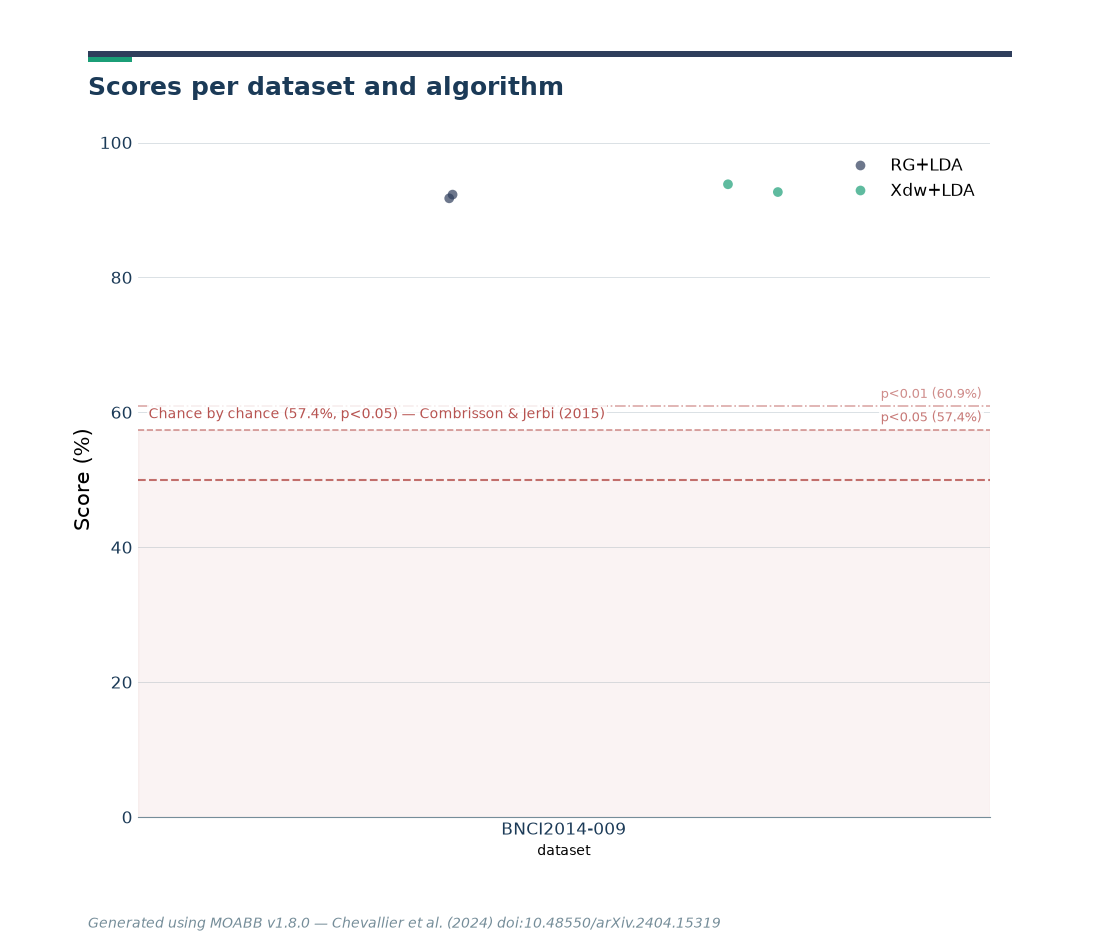 Scores per dataset and algorithm
100
RG+LDA
Xdw+LDA
80
p<0.01 (60.9%)
60
Chance by chance (57.4%, p<0.05) — Combrisson & Jerbi (2015)
p<0.05 (57.4%)
Score (%)
40
20
0
BNCI2014-009
dataset
Generated using MOABB v1.8.0 — Chevallier et al. (2024) doi:10.48550/arXiv.2404.15319